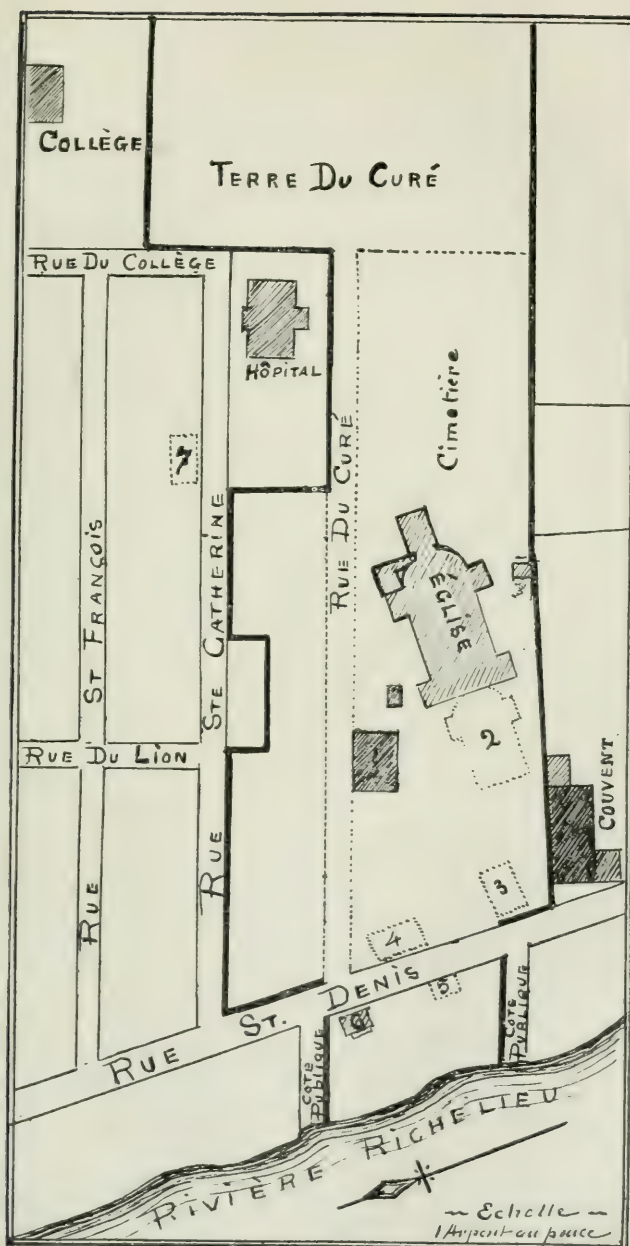 COLLÈGE
TERRE DU CURÉ
RUE DU COLLÈGE
HÔPITAL
Cimetière
7
RUE DU CURÉ
ST FRANÇOIS
STE CATHERINE
ÉGLISE
RUE DU LION
1
2
COUVENT
3
RUE
RUE
4
5
6
RUE ST. DENIS
COTE PUBLIQUE
COTE PUBLIQUE
RIVIÈRE RICHELIEU
~ Echelle ~
1 Arpent au pouce